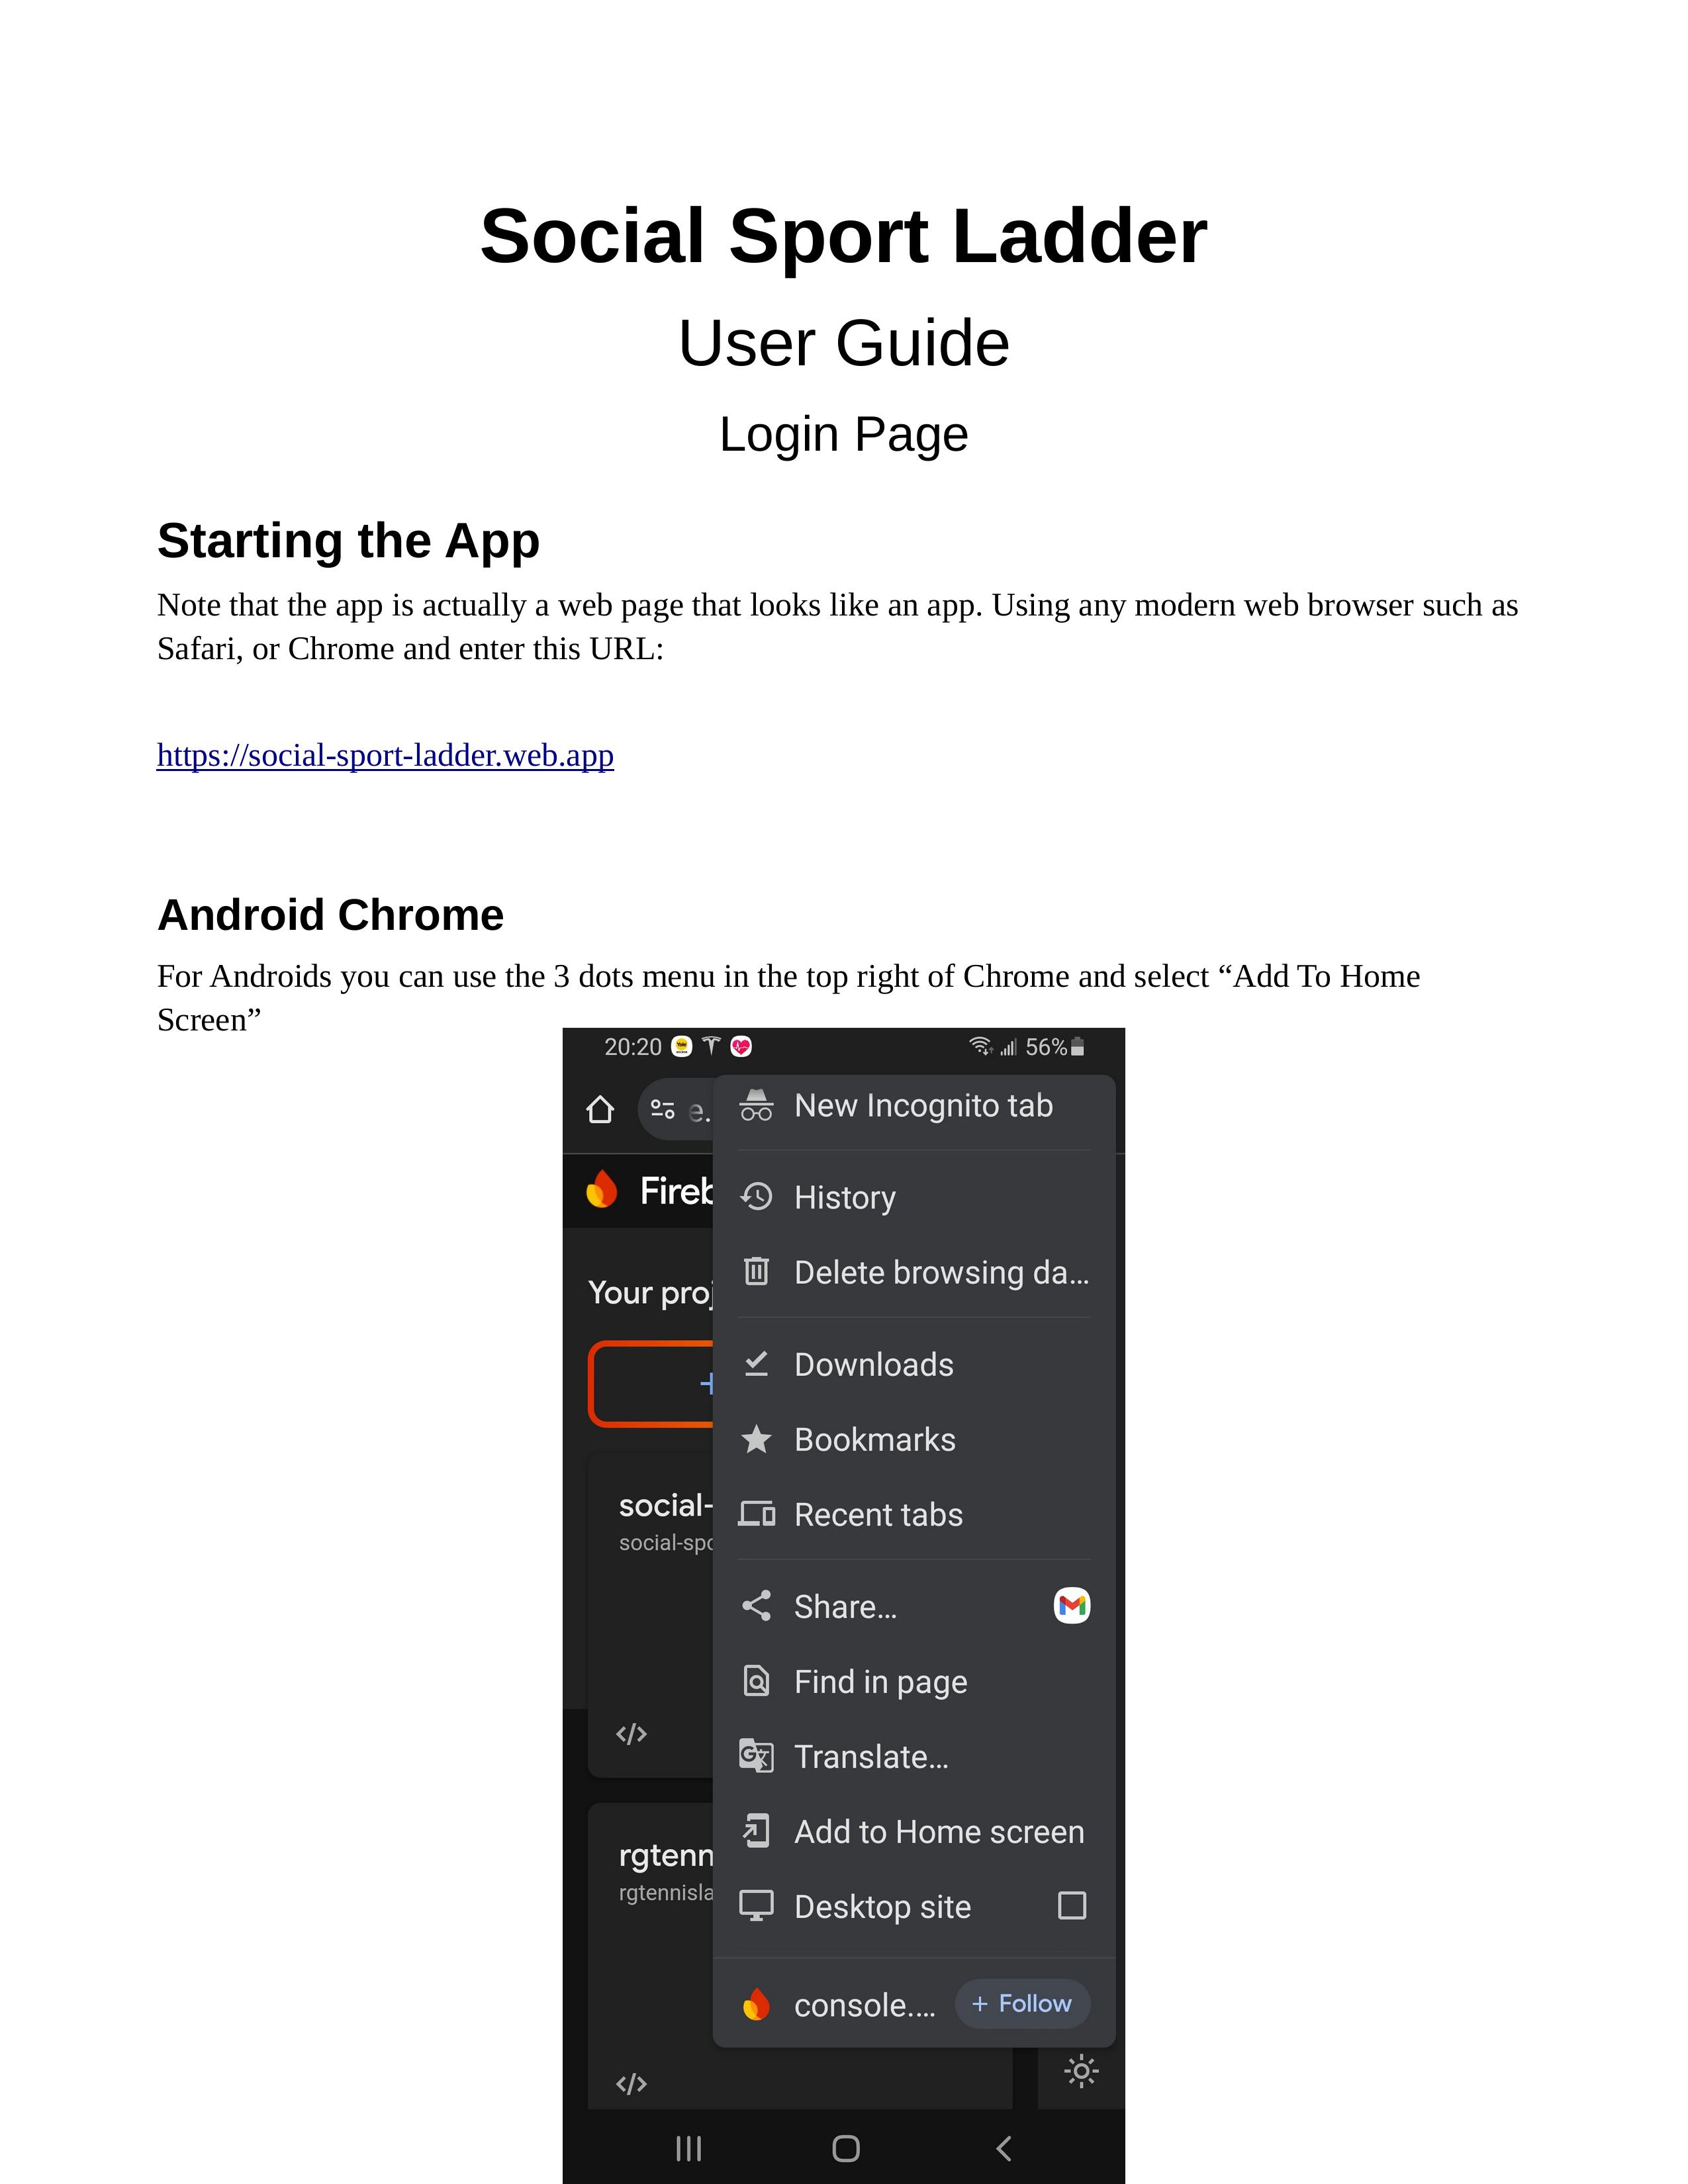 Social Sport Ladder
User Guide
Login Page
Starting the App
Note that the app is actually a web page that looks like an app. Using any modern web browser such as
Safari, or Chrome and enter this URL:
https://social-sport-ladder.web.app
Android Chrome
For Androids you can use the 3 dots menu in the top right of Chrome and select “Add To Home
Screen”
20:20 56%
e.
New Incognito tab
Fireb
History
Delete browsing da...
Your proj
Downloads
Bookmarks
social-
Recent tabs
social-spo
Share...
Find in page
Translate...
Add to Home screen
rgtenn
rgtennisla
Desktop site
console.... + Follow